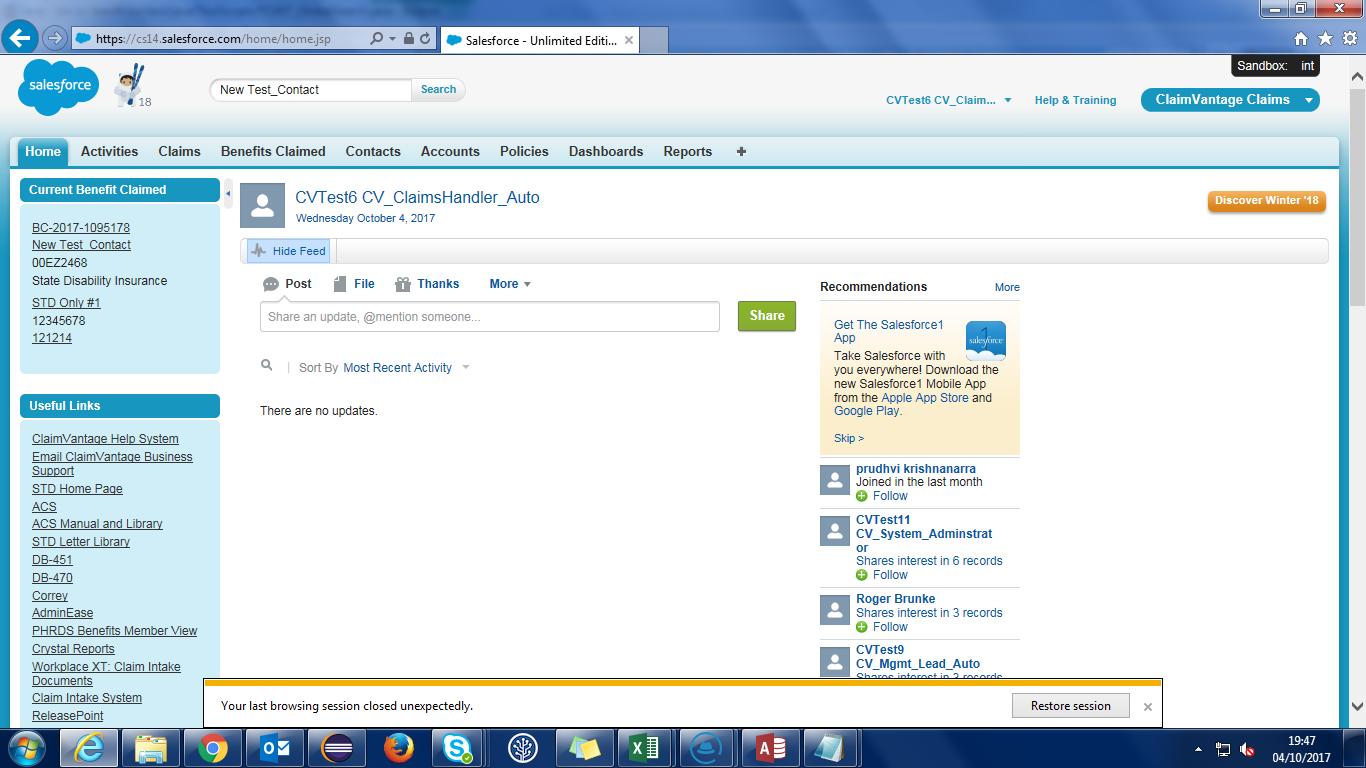 https://cs14.salesforce.com/home/home.jsp
Salesforce - Unlimited Editi...
Sandbox: int
salesforce
18
New Test_Contact
Search
CVTest6 CV_Claim...
Help & Training
ClaimVantage Claims
Home
Activities
Claims
Benefits Claimed
Contacts
Accounts
Policies
Dashboards
Reports
Current Benefit Claimed
BC-2017-1095178
New Test_Contact
00EZ2468
State Disability Insurance
STD Only #1
12345678
121214
Useful Links
ClaimVantage Help System
Email ClaimVantage Business
Support
STD Home Page
ACS
ACS Manual and Library
STD Letter Library
DB-451
DB-470
Correy
AdminEase
PHRDS Benefits Member View
Crystal Reports
Workplace XT: Claim Intake
Documents
Claim Intake System
ReleasePoint
CVTest6 CV_ClaimsHandler_Auto
Wednesday October 4, 2017
Discover Winter '18
Hide Feed
Post
File
Thanks
More
Share an update, @mention someone...
Share
Sort By Most Recent Activity
There are no updates.
Recommendations
More
Get The Salesforce1
App
salesforce
1
Take Salesforce with
you everywhere! Download the
new Salesforce1 Mobile App
from the Apple App Store and
Google Play.
Skip >
prudhvi krishnanarra
Joined in the last month
Follow
CVTest11
CV_System_Adminstrat
or
Shares interest in 6 records
Follow
Roger Brunke
Shares interest in 3 records
Follow
CVTest9
CV_Mgmt_Lead_Auto
Shares interest in 3 records
Your last browsing session closed unexpectedly.
Restore session
19:47
04/10/2017